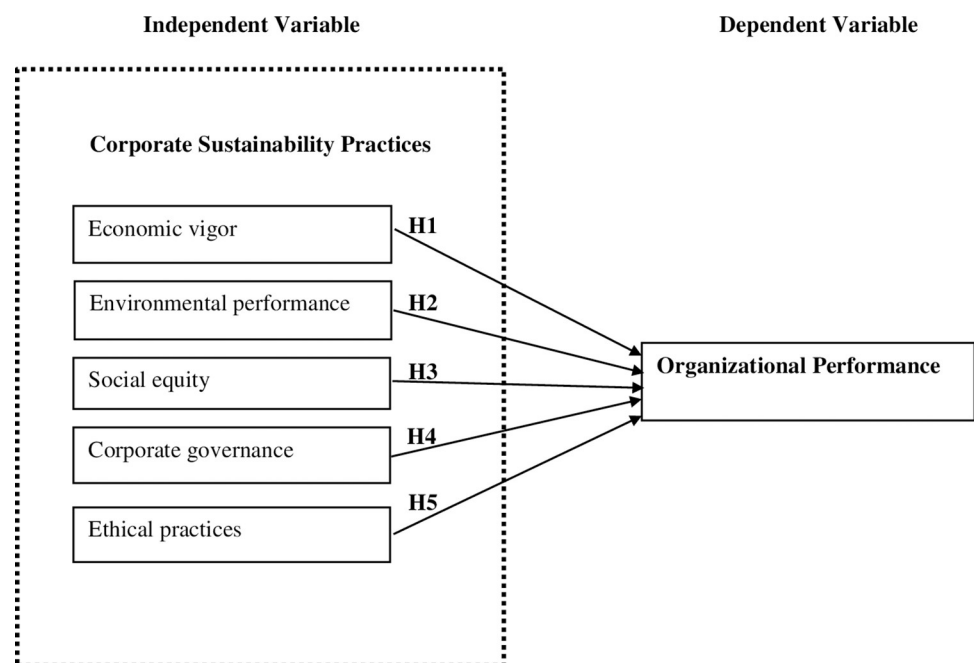 Independent Variable
Dependent Variable
Corporate Sustainability Practices
Economic vigor
H1
Environmental performance
H2
Social equity
H3
Corporate governance
H4
Ethical practices
H5
Organizational Performance